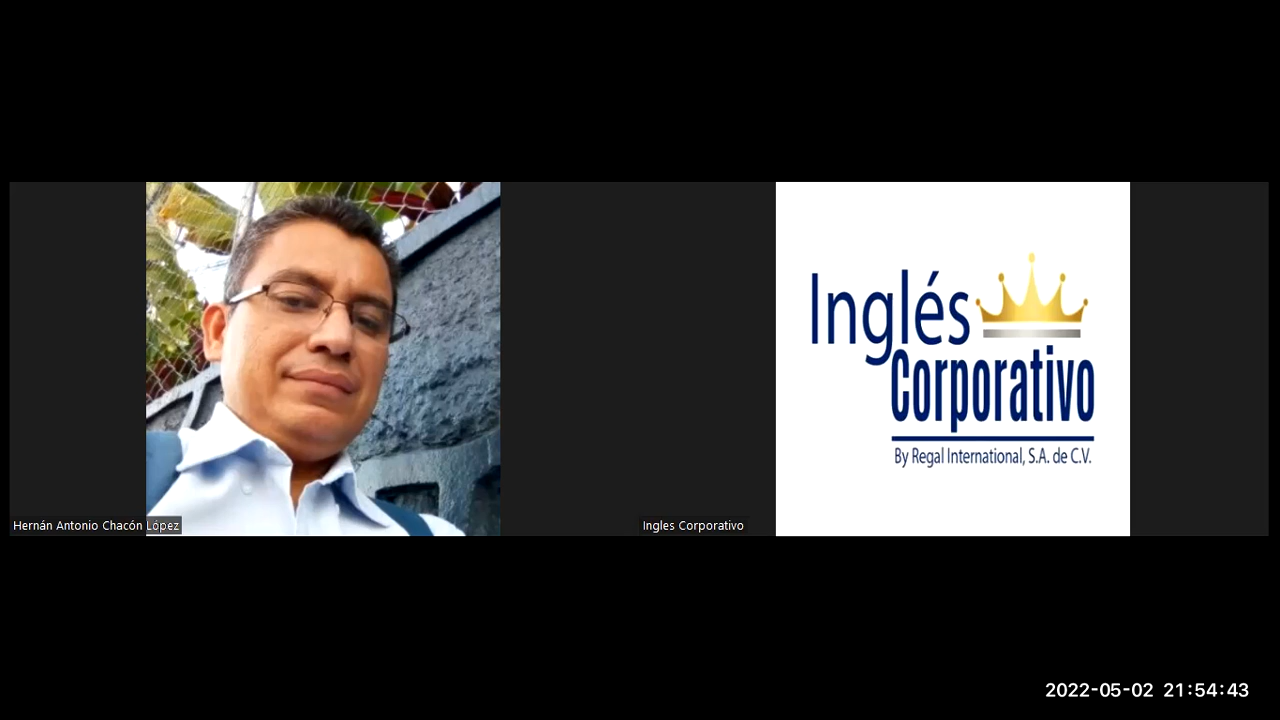 Inglés
Corporativo
By Regal International, S.A. de C.V.
Hernán Antonio Chacón López
Ingles Corporativo
2022-05-02 21:54:43